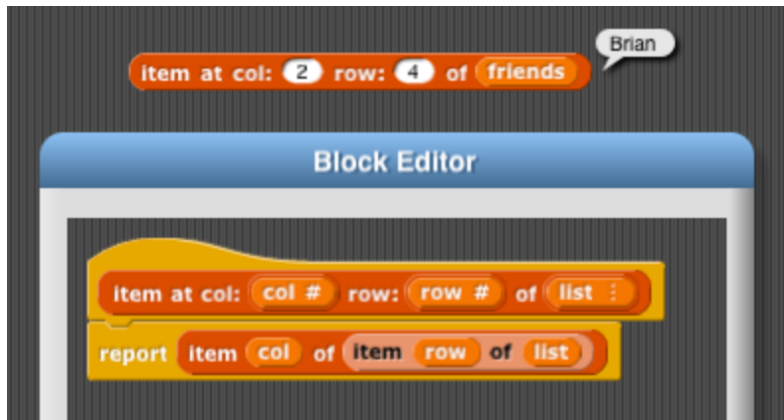 Brian
item at col: 2 row: 4 of friends
Block Editor
item at col: col # row: row # of list ⋮
report item col of item row of list